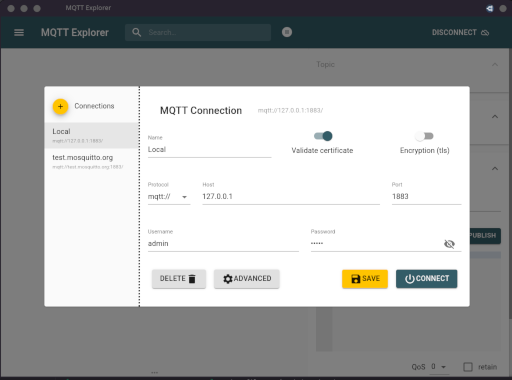 MQTT Explorer
MQTT Explorer
Search...
DISCONNECT
Topic
Connections
Local
mqtt://127.0.0.1:1883/
test.mosquitto.org
mqtt://test.mosquitto.org:1883/
MQTT Connection
mqtt://127.0.0.1:1883/
Name
Local
Validate certificate
Encryption (tls)
Protocol
mqtt://
Host
127.0.0.1
Port
1883
Username
admin
Password
•••••
DELETE
ADVANCED
SAVE
CONNECT
PUBLISH
QoS 0
retain